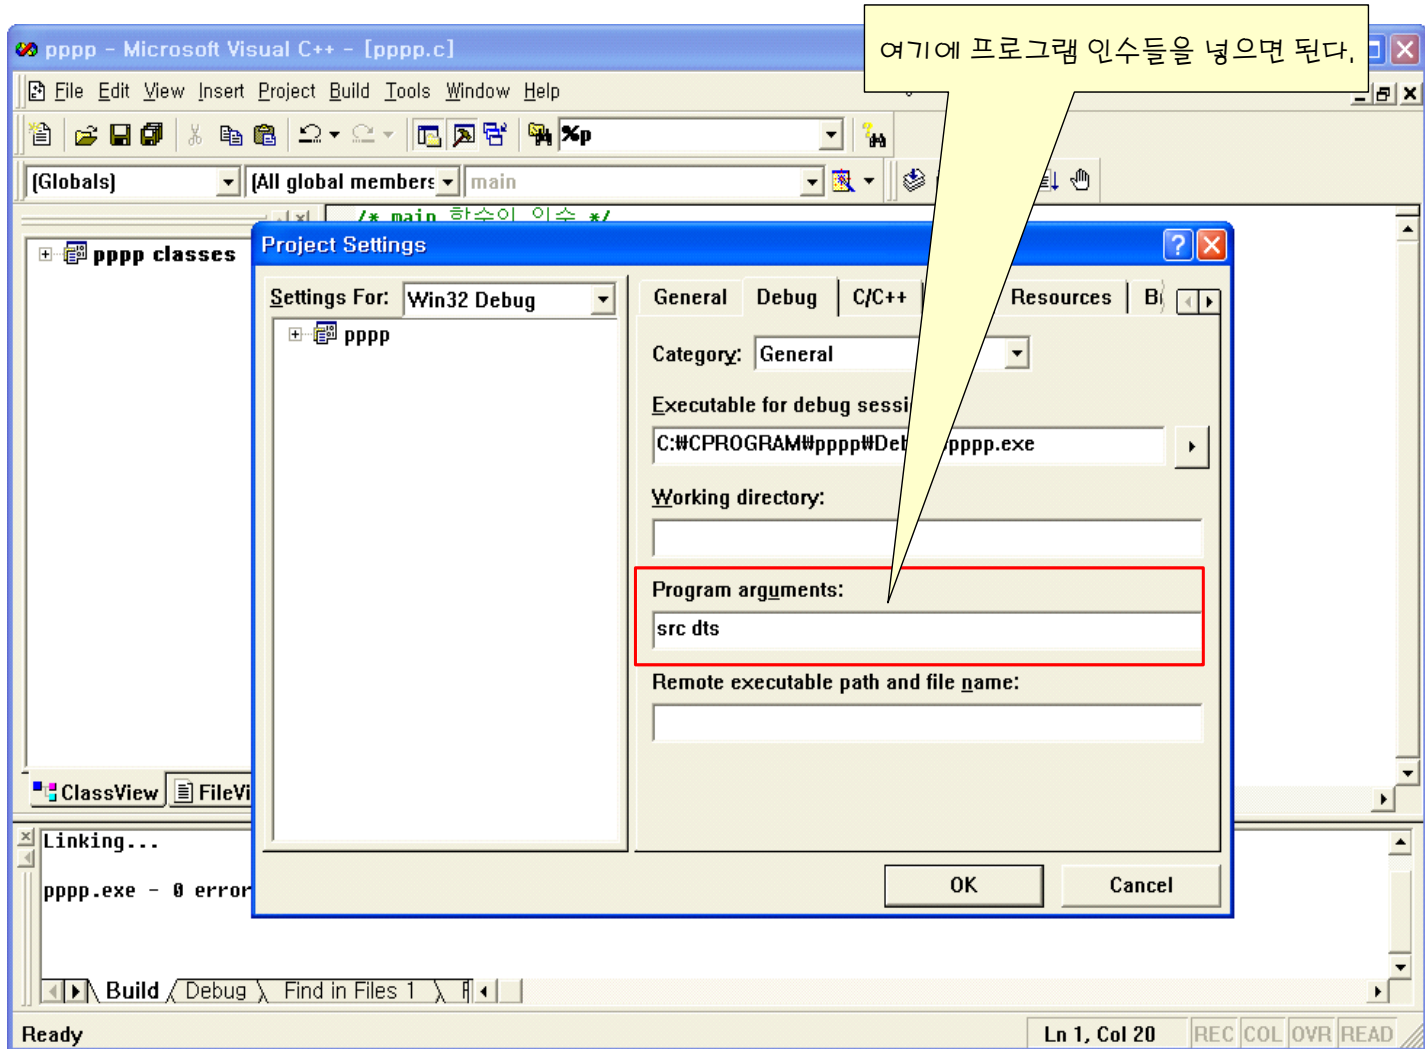 여기에 프로그램 인수들을 넣으면 된다.
pppp - Microsoft Visual C++ - [pppp.c]
File Edit View Insert Project Build Tools Window Help
%p
(Globals) (All global members main
/* main 함수의 인수 */
pppp classes
Project Settings
Settings For: Win32 Debug
pppp
General Debug C/C++ Resources
Category: General
Executable for debug
C:₩CPROGRAM₩pppp₩ pppp.exe
Working directory:
Program arguments:
src dts
Remote executable path and file name:
OK Cancel
ClassView FileVi
Linking...
pppp.exe - 0 error
Build Debug Find in Files 1
Ready Ln 1, Col 20 REC COL OVR READ